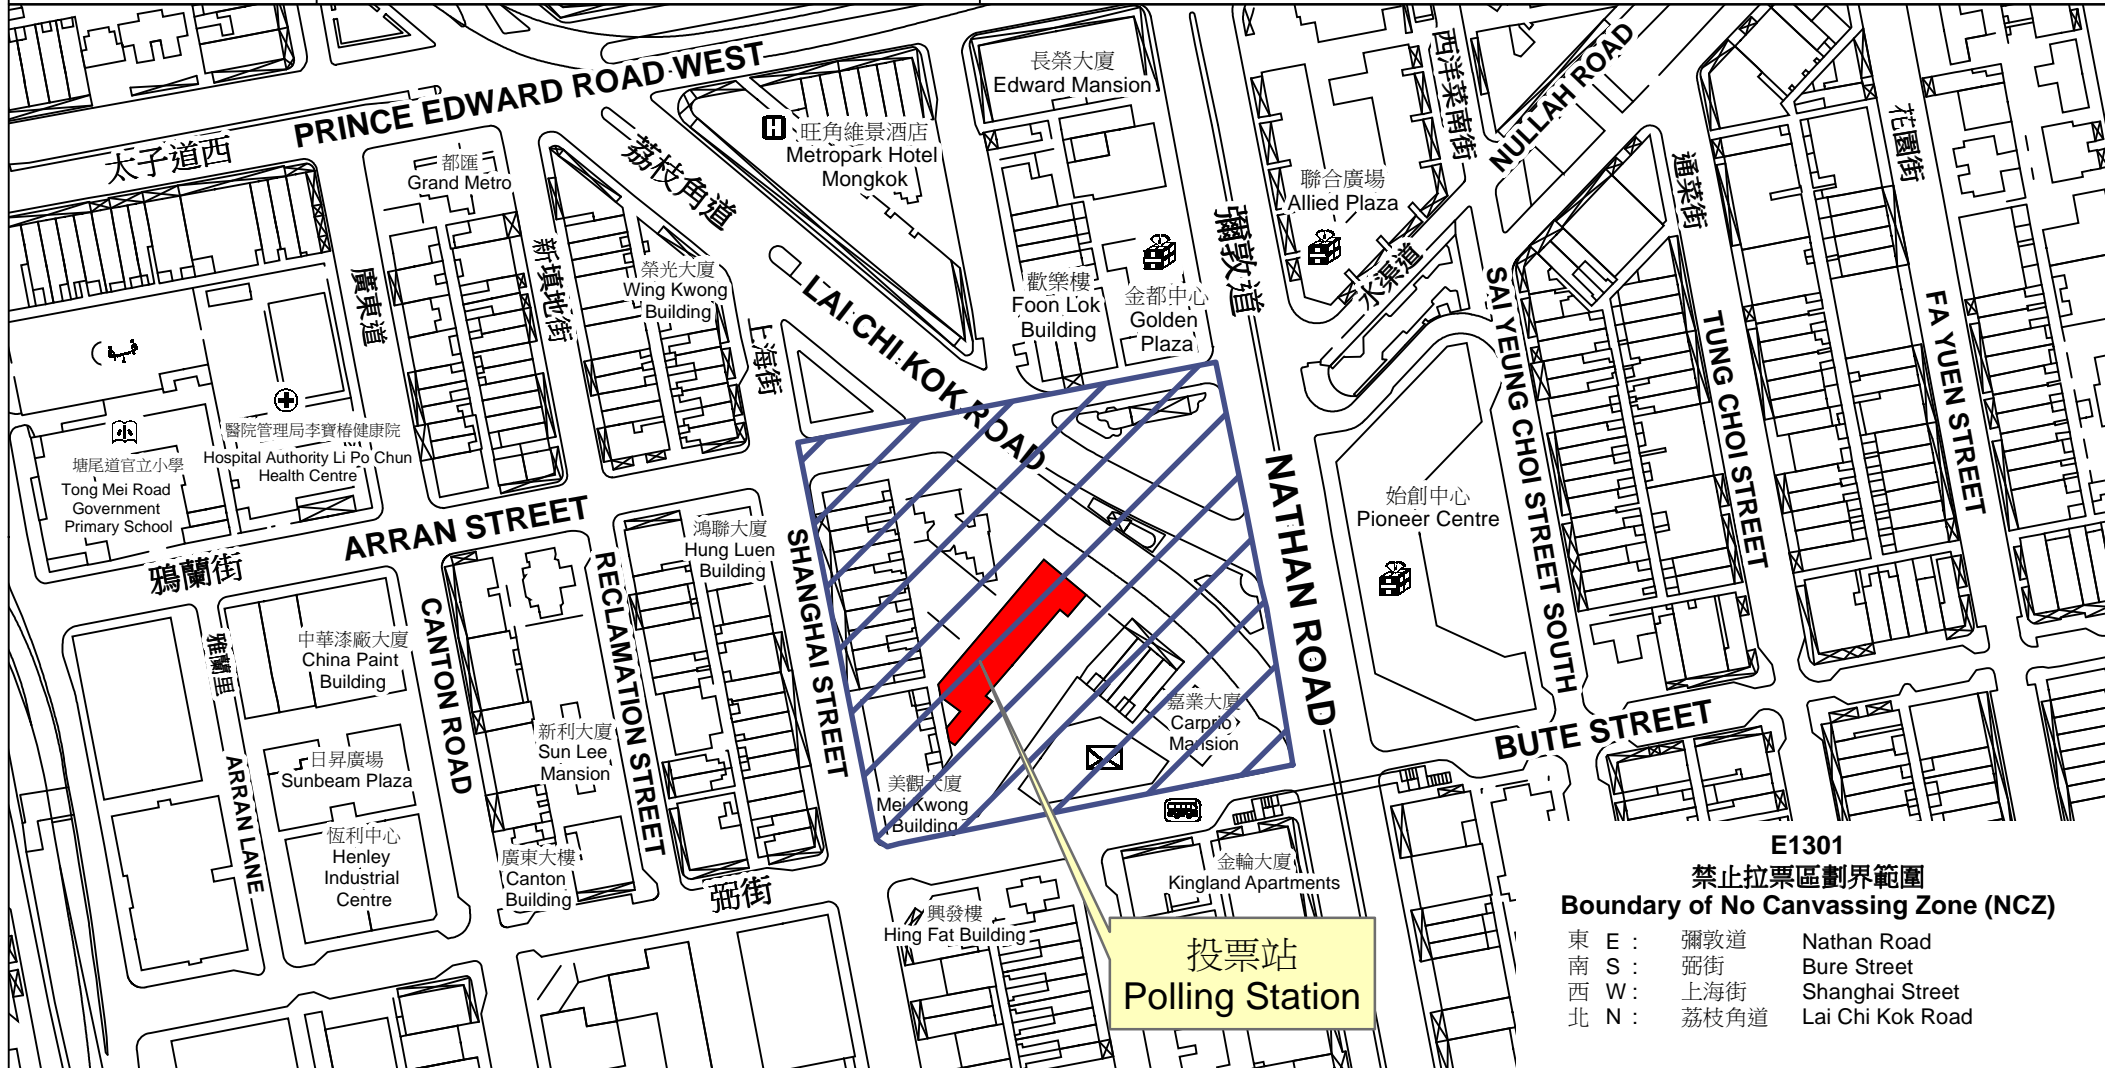 長榮大廈
Edward Mansion
西洋菜南街
NULLAH ROAD
PRINCE EDWARD ROAD WEST
太子道西
旺角維景酒店
Metropark Hotel
Mongkok
荔枝角道
都匯
Grand Metro
聯合廣場
Allied Plaza
通菜街
花園街
彌敦道
水渠道
新填地街
廣東道
榮光大廈
Wing Kwong
Building
上海街
LAI CHI KOK ROAD
歡樂樓
Foon Lok
Building
金都中心
Golden
Plaza
SAI YEUNG CHOI STREET SOUTH
TUNG CHOI STREET
FA YUEN STREET
醫院管理局李寶椿健康院
Hospital Authority Li Po Chun
Health Centre
塘尾道官立小學
Tong Mei Road
Government
Primary School
ARRAN STREET
鴉蘭街
鴻聯大廈
Hung Luen
Building
始創中心
Pioneer Centre
NATHAN ROAD
SHANGHAI STREET
RECLAMATION STREET
CANTON ROAD
雅蘭里
ARRAN LANE
中華漆廠大廈
China Paint
Building
新利大廈
Sun Lee
Mansion
日昇廣場
Sunbeam Plaza
恆利中心
Henley
Industrial
Centre
廣東大樓
Canton
Building
嘉業大廈
Carprio
Mansion
美觀大廈
Mei Kwong
Building
BUTE STREET
弼街
金輪大廈
Kingland Apartments
興發樓
Hing Fat Building
投票站
Polling Station
E1301
禁止拉票區劃界範圍
Boundary of No Canvassing Zone (NCZ)
東 E : 彌敦道 Nathan Road
南 S : 弼街 Bure Street
西 W : 上海街 Shanghai Street
北 N : 荔枝角道 Lai Chi Kok Road